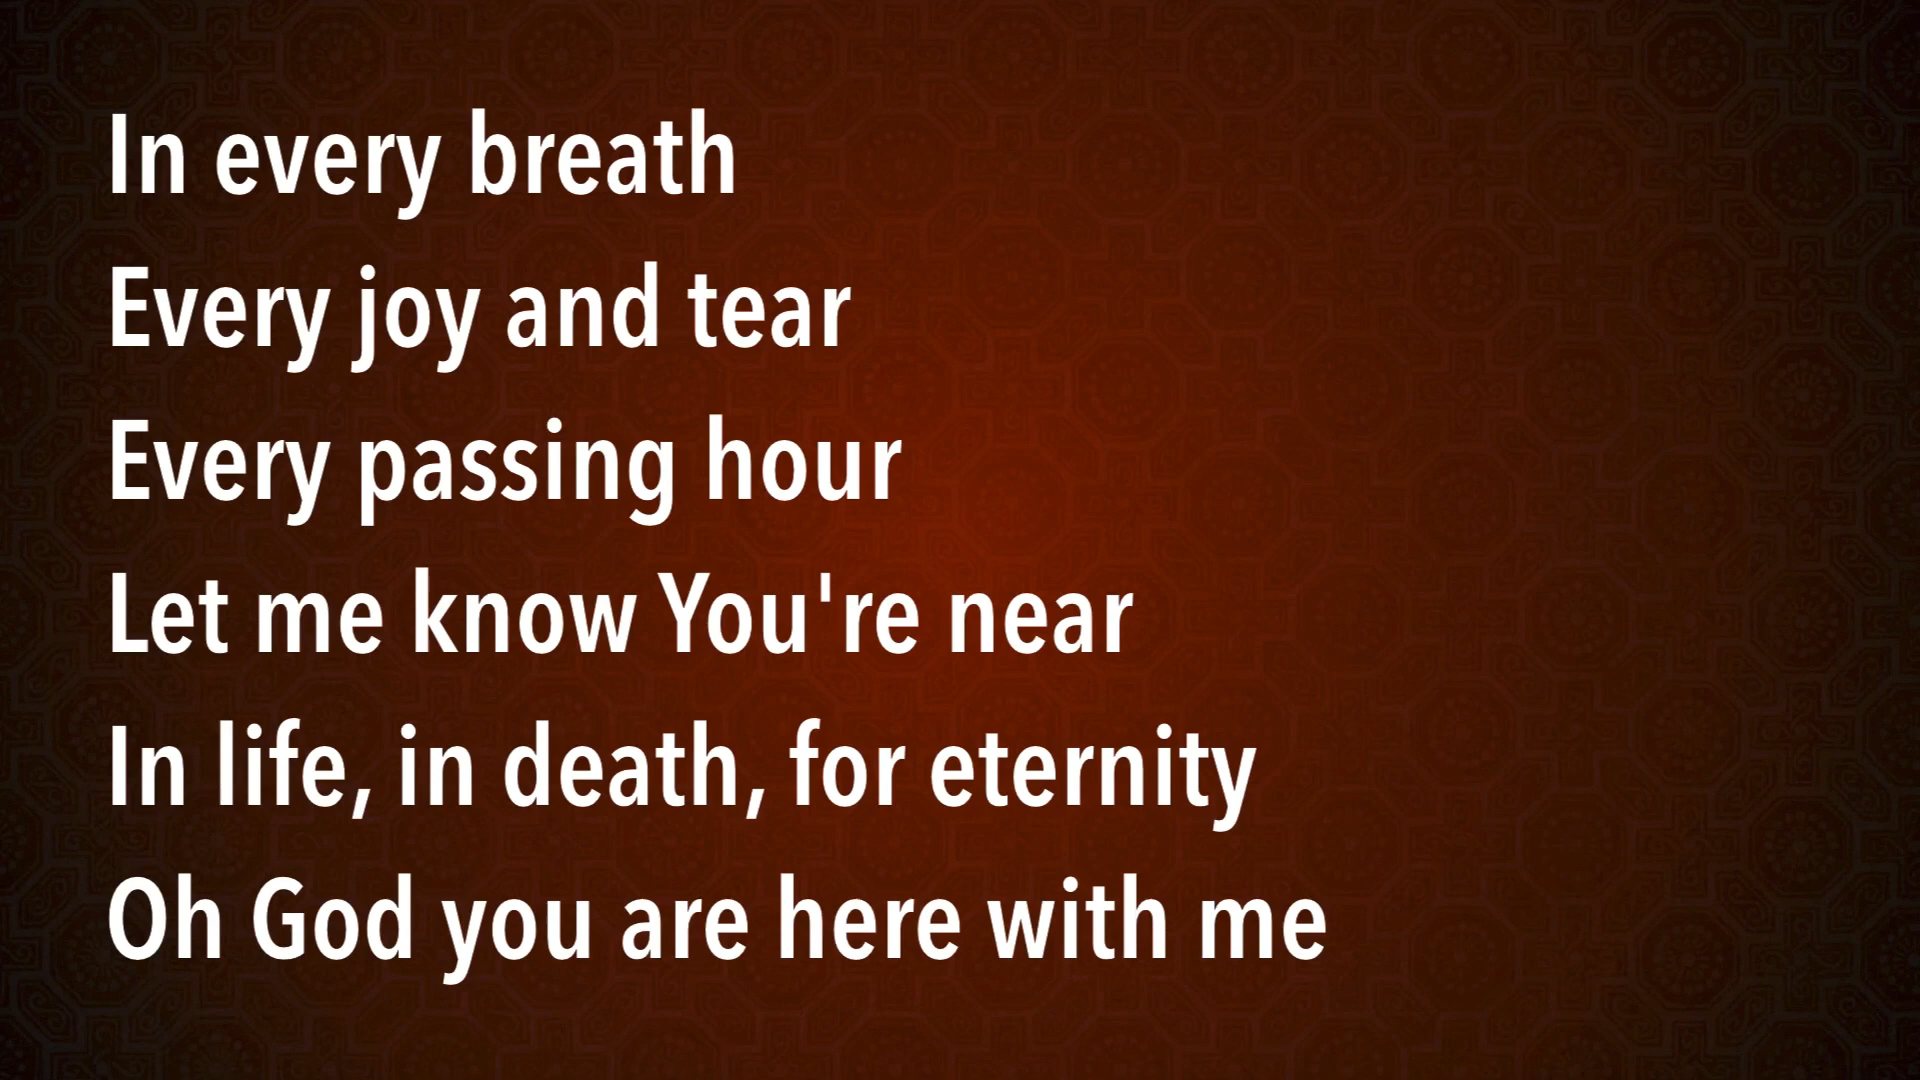 In every breath
Every joy and tear
Every passing hour
Let me know You're near
In life, in death, for eternity
Oh God you are here with me